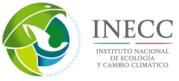 INECC
INSTITUTO NACIONAL
DE ECOLOGÍA
Y CAMBIO CLIMÁTICO